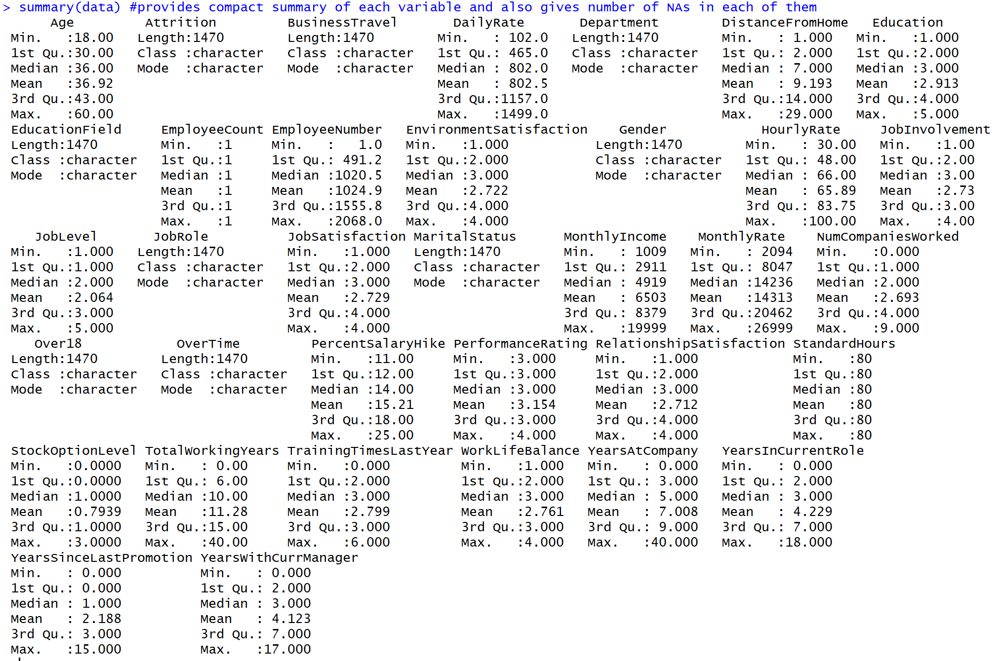 > summary(data) #provides compact summary of each variable and also gives number of NAs in each of them
Age Attrition BusinessTravel DailyRate Department DistanceFromHome Education
Min. :18.00 Length:1470 Length:1470 Min. : 102.0 Length:1470 Min. : 1.000 Min. :1.000
1st Qu.:30.00 Class :character Class :character 1st Qu.: 465.0 Class :character 1st Qu.: 2.000 1st Qu.:2.000
Median :36.00 Mode :character Mode :character Median : 802.0 Mode :character Median : 7.000 Median :3.000
Mean :36.92 Mean : 802.5 Mean : 9.193 Mean :2.913
3rd Qu.:43.00 3rd Qu.:1157.0 3rd Qu.:14.000 3rd Qu.:4.000
Max. :60.00 Max. :1499.0 Max. :29.000 Max. :5.000
EducationField EmployeeCount EmployeeNumber EnvironmentSatisfaction Gender HourlyRate JobInvolvement
Length:1470 Min. :1 Min. : 1.0 Min. :1.000 Length:1470 Min. : 30.00 Min. :1.00
Class :character 1st Qu.:1 1st Qu.: 491.2 1st Qu.:2.000 Class :character 1st Qu.: 48.00 1st Qu.:2.00
Mode :character Median :1 Median :1020.5 Median :3.000 Mode :character Median : 66.00 Median :3.00
Mean :1 Mean :1024.9 Mean :2.722 Mean : 65.89 Mean :2.73
3rd Qu.:1 3rd Qu.:1555.8 3rd Qu.:4.000 3rd Qu.: 83.75 3rd Qu.:3.00
Max. :1 Max. :2068.0 Max. :4.000 Max. :100.00 Max. :4.00
JobLevel JobRole JobSatisfaction MaritalStatus MonthlyIncome MonthlyRate NumCompaniesWorked
Min. :1.000 Length:1470 Min. :1.000 Length:1470 Min. : 1009 Min. : 2094 Min. :0.000
1st Qu.:1.000 Class :character 1st Qu.:2.000 Class :character 1st Qu.: 2911 1st Qu.: 8047 1st Qu.:1.000
Median :2.000 Mode :character Median :3.000 Mode :character Median : 4919 Median :14236 Median :2.000
Mean :2.064 Mean :2.729 Mean : 6503 Mean :14313 Mean :2.693
3rd Qu.:3.000 3rd Qu.:4.000 3rd Qu.: 8379 3rd Qu.:20462 3rd Qu.:4.000
Max. :5.000 Max. :4.000 Max. :19999 Max. :26999 Max. :9.000
Over18 OverTime PercentSalaryHike PerformanceRating RelationshipSatisfaction StandardHours
Length:1470 Length:1470 Min. :11.00 Min. :3.000 Min. :1.000 Min. :80
Class :character Class :character 1st Qu.:12.00 1st Qu.:3.000 1st Qu.:2.000 1st Qu.:80
Mode :character Mode :character Median :14.00 Median :3.000 Median :3.000 Median :80
Mean :15.21 Mean :3.154 Mean :2.712 Mean :80
3rd Qu.:18.00 3rd Qu.:3.000 3rd Qu.:4.000 3rd Qu.:80
Max. :25.00 Max. :4.000 Max. :4.000 Max. :80
StockOptionLevel TotalWorkingYears TrainingTimesLastYear WorkLifeBalance YearsAtCompany YearsInCurrentRole
Min. :0.0000 Min. : 0.00 Min. :0.000 Min. :1.000 Min. : 0.000 Min. : 0.000
1st Qu.:0.0000 1st Qu.: 6.00 1st Qu.:2.000 1st Qu.:2.000 1st Qu.: 3.000 1st Qu.: 2.000
Median :1.0000 Median :10.00 Median :3.000 Median :3.000 Median : 5.000 Median : 3.000
Mean :0.7939 Mean :11.28 Mean :2.799 Mean :2.761 Mean : 7.008 Mean : 4.229
3rd Qu.:1.0000 3rd Qu.:15.00 3rd Qu.:3.000 3rd Qu.:3.000 3rd Qu.: 9.000 3rd Qu.: 7.000
Max. :3.0000 Max. :40.00 Max. :6.000 Max. :4.000 Max. :40.000 Max. :18.000
YearsSinceLastPromotion YearsWithCurrManager
Min. : 0.000 Min. : 0.000
1st Qu.: 0.000 1st Qu.: 2.000
Median : 1.000 Median : 3.000
Mean : 2.188 Mean : 4.123
3rd Qu.: 3.000 3rd Qu.: 7.000
Max. :15.000 Max. :17.000